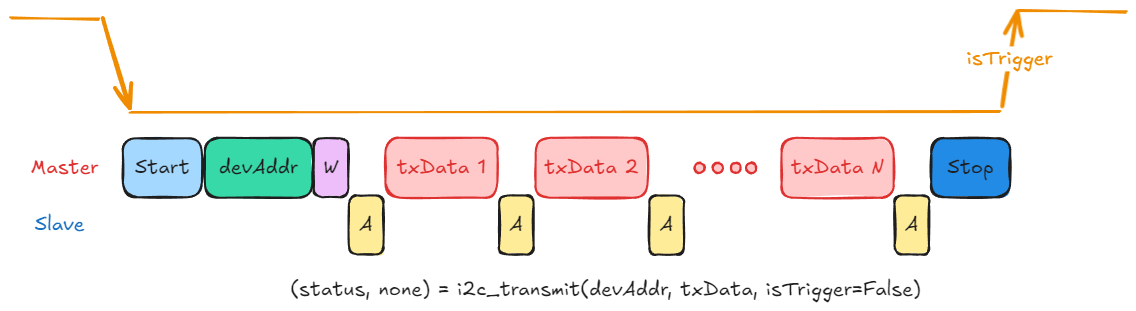 isTrigger
Master Start devAddr W txData 1 txData 2 txData N Stop
Slave A A A A
(status, none) = i2c_transmit(devAddr, txData, isTrigger=False)